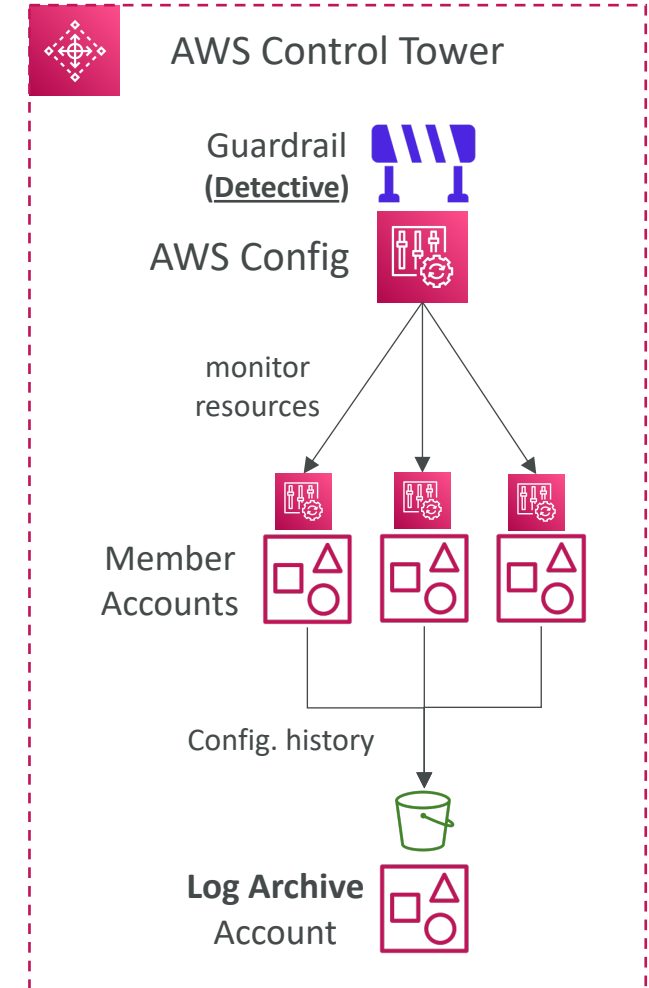 AWS Control Tower
Guardrail
(Detective)
AWS Config
monitor
resources
Member
Accounts
Config. history
Log Archive
Account